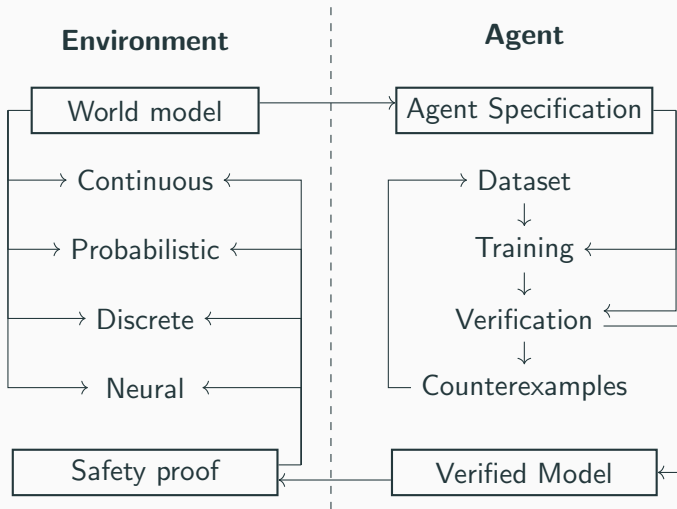 Environment
Agent
World model
Agent Specification
Continuous
Dataset
Probabilistic
Training
Discrete
Verification
Neural
Counterexamples
Safety proof
Verified Model